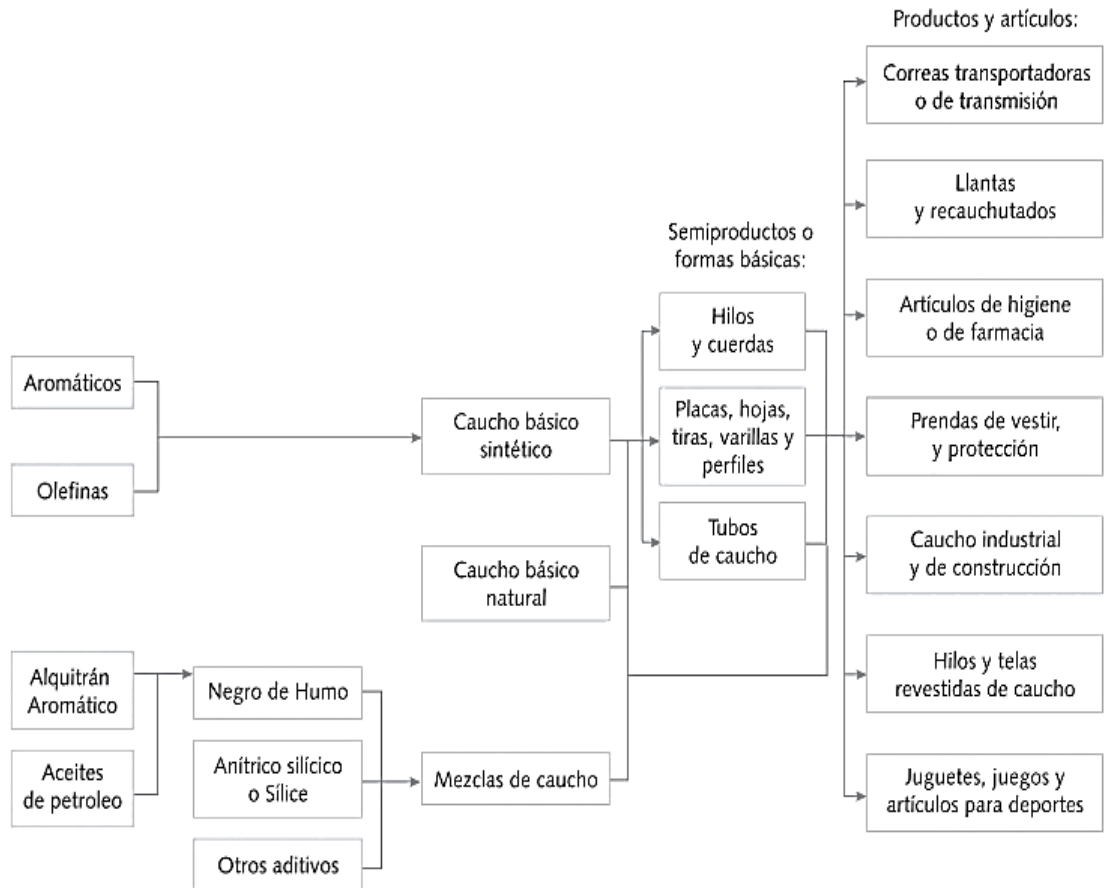 Productos y artículos:
Correas transportadoras
o de transmisión
Llantas
y recauchutados
Semiproductos o
formas básicas:
Hilos
y cuerdas
Artículos de higiene
o de farmacia
Aromáticos
Olefinas
Caucho básico
sintético
Placas, hojas,
tiras, varillas y
perfiles
Prendas de vestir,
y protección
Tubos
de caucho
Caucho industrial
y de construcción
Caucho básico
natural
Alquitrán
Aromático
Negro de Humo
Hilos y telas
revestidas de caucho
Aceites
de petroleo
Anítrico silícico
o Sílice
Mezclas de caucho
Juguetes, juegos y
artículos para deportes
Otros aditivos